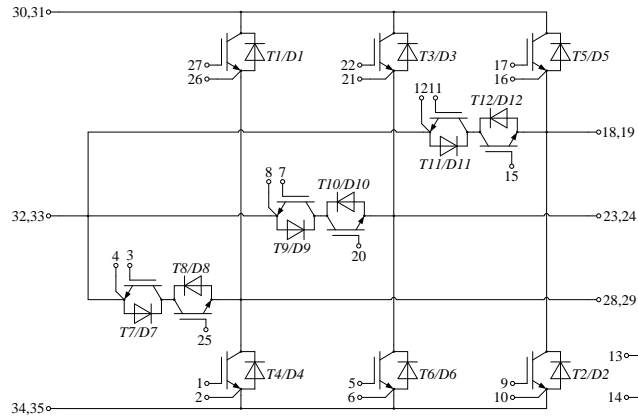 30,31
T1/D1
T3/D3
T5/D5
27
22
17
26
21
16
1211
T12/D12
18,19
T11/D11
15
8 7
T10/D10
32,33
23,24
T9/D9
20
4 3
T8/D8
28,29
T7/D7
25
13
1
T4/D4
5
T6/D6
9
T2/D2
2
6
10
14
34,35